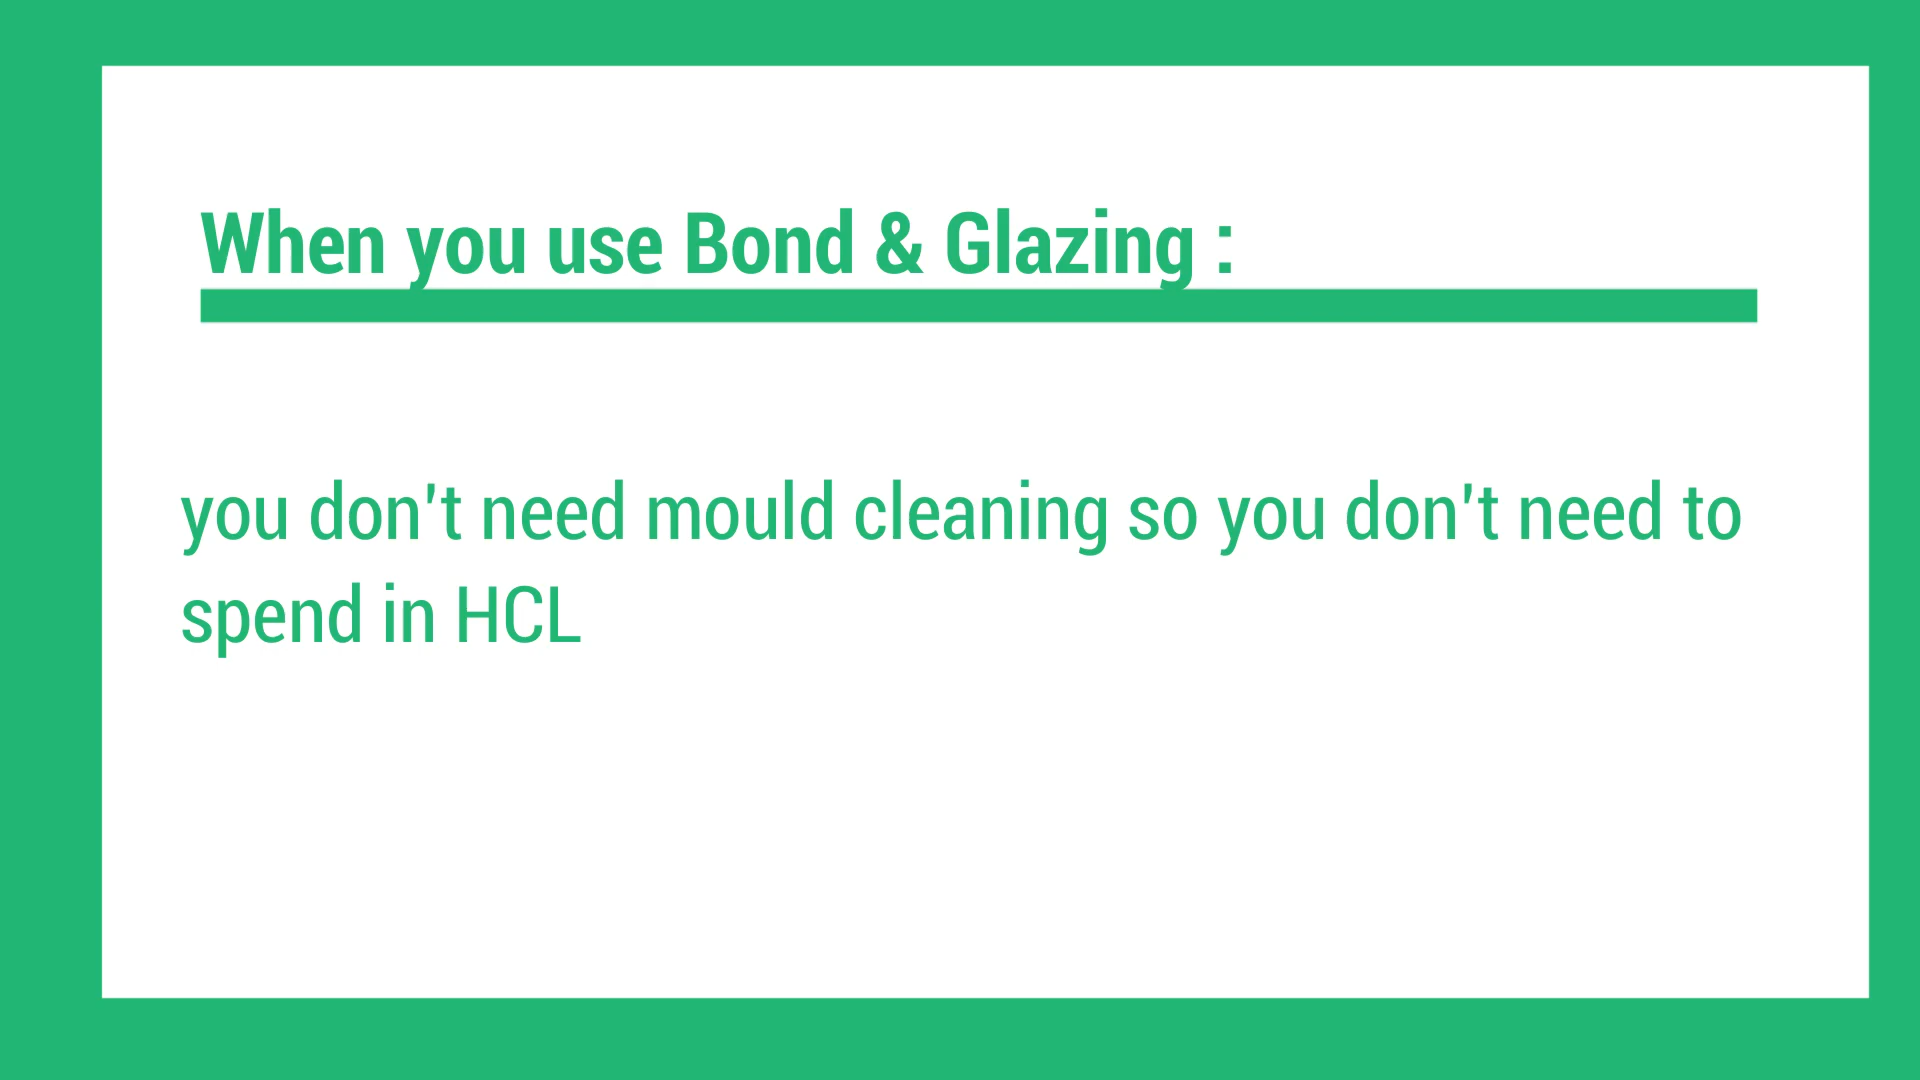 When you use Bond & Glazing :
you don't need mould cleaning so you don't need to
spend in HCL